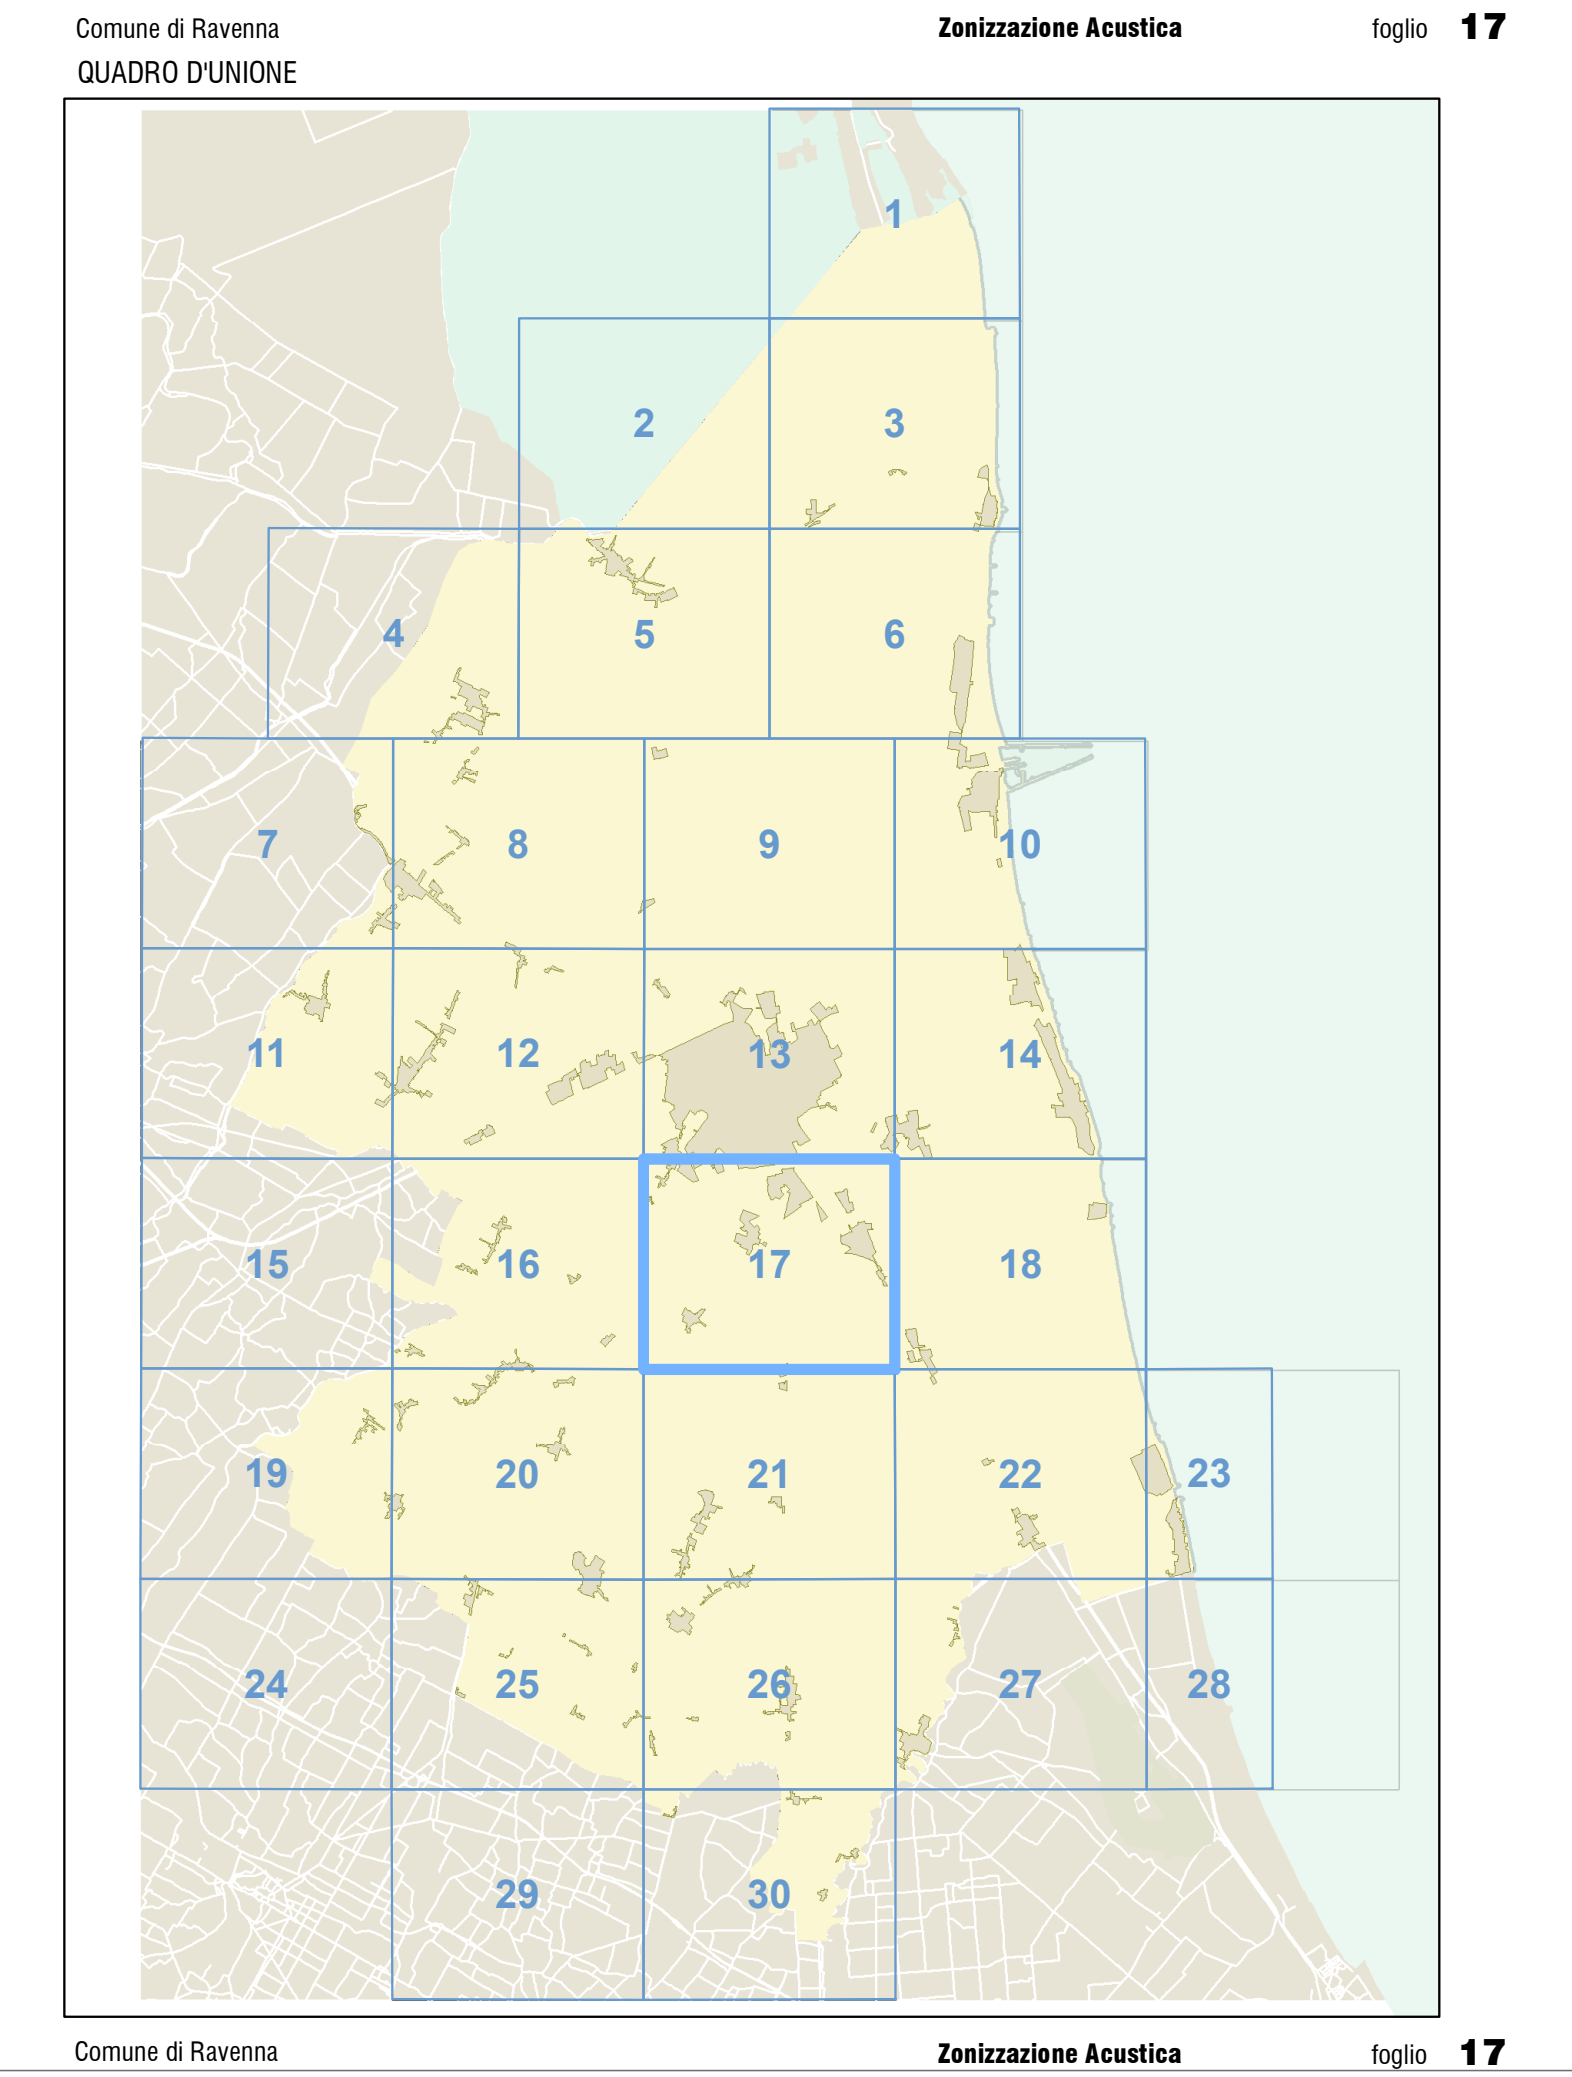 Comune di Ravenna Zonizzazione Acustica foglio 17
QUADRO D'UNIONE
1
2 3
4 5 6
7 8 9 10
11 12 13 14
15 16 17 18
19 20 21 22 23
24 25 26 27 28
29 30
Comune di Ravenna Zonizzazione Acustica foglio 17